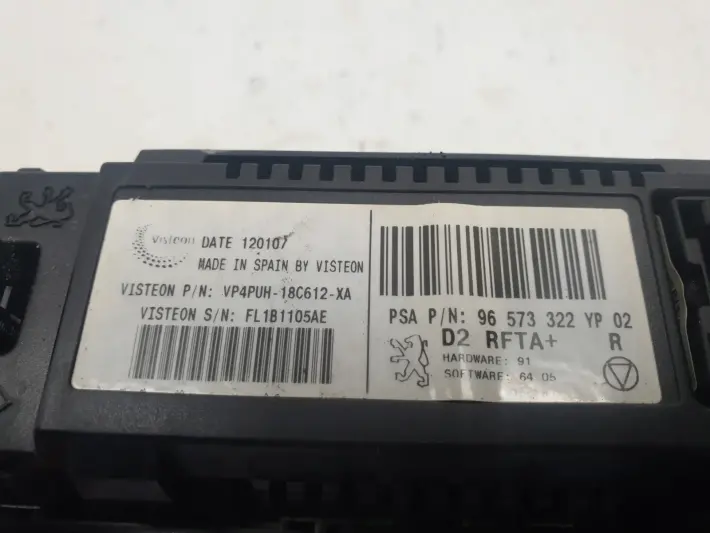 Visteon DATE 120107
MADE IN SPAIN BY VISTEON
VISTEON P/N: VP4PUH-18C612-XA
VISTEON S/N: FL1B1105AE
PSA P/N: 96 573 322 YP 02
D2 RFTA+ R
HARDWARE: 91
SOFTWARE: 64 05